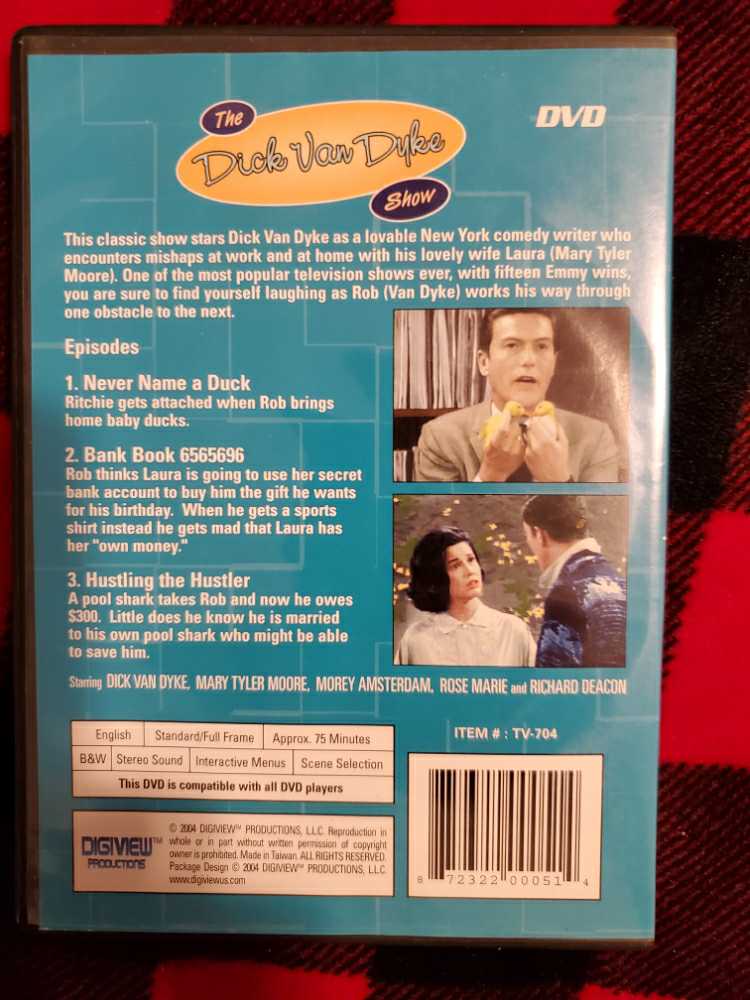 The
Dick Van Dyke
Show
DVD
This classic show stars Dick Van Dyke as a lovable New York comedy writer who
encounters mishaps at work and at home with his lovely wife Laura (Mary Tyler
Moore). One of the most popular television shows ever, with fifteen Emmy wins,
you are sure to find yourself laughing as Rob (Van Dyke) works his way through
one obstacle to the next.
Episodes
1. Never Name a Duck
Ritchie gets attached when Rob brings
home baby ducks.
2. Bank Book 6565696
Rob thinks Laura is going to use her secret
bank account to buy him the gift he wants
for his birthday. When he gets a sports
shirt instead he gets mad that Laura has
her "own money."
3. Hustling the Hustler
A pool shark takes Rob and now he owes
$300. Little does he know he is married
to his own pool shark who might be able
to save him.
Starring DICK VAN DYKE, MARY TYLER MOORE, MOREY AMSTERDAM, ROSE MARIE and RICHARD DEACON
English Standard/Full Frame Approx. 75 Minutes
B&W Stereo Sound Interactive Menus Scene Selection
This DVD is compatible with all DVD players
ITEM # : TV-704
DIGIVIEW™
PRODUCTIONS
© 2004 DIGIVIEW™ PRODUCTIONS, L.L.C. Reproduction in
whole or in part without written permission of copyright
owner is prohibited. Made in Taiwan. ALL RIGHTS RESERVED.
Package Design © 2004 DIGIVIEW™ PRODUCTIONS, L.L.C.
www.digiviewus.com
8 72322 00051 4